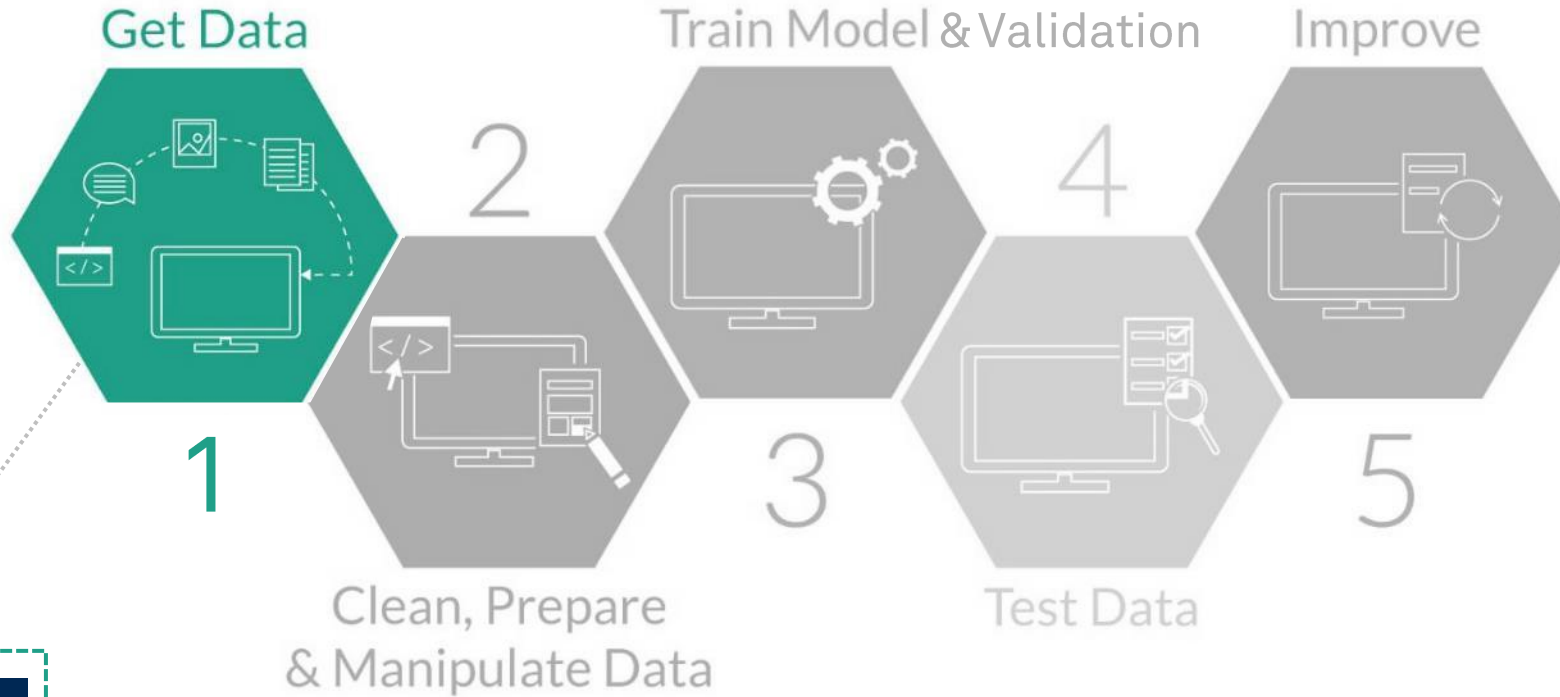 Get Data
Train Model & Validation
Improve
2
4
</>
</>
1
3
5
Clean, Prepare
& Manipulate Data
Test Data